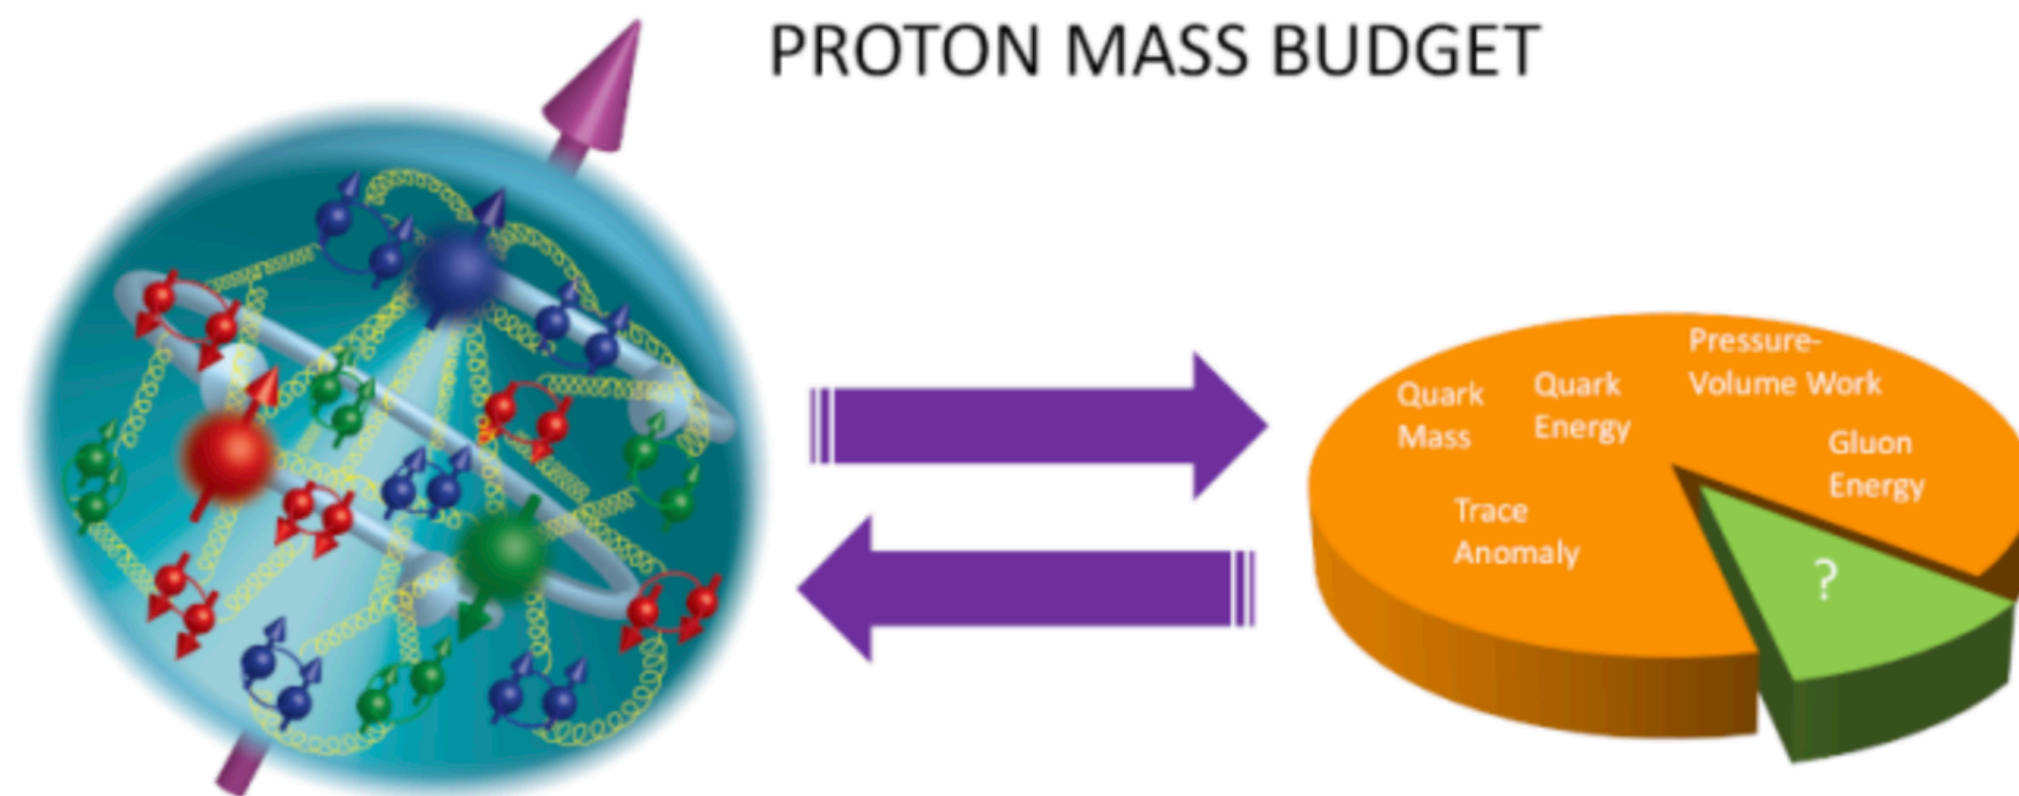 PROTON MASS BUDGET
Quark
Mass
Quark
Energy
Pressure-
Volume Work
Gluon
Energy
Trace
Anomaly
?